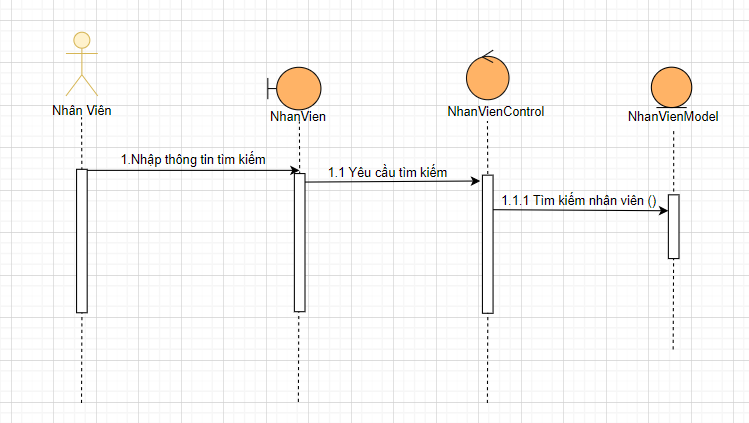 Nhân Viên
NhanVien
NhanVienControl
NhanVienModel
1.Nhập thông tin tìm kiếm
1.1 Yêu cầu tìm kiếm
1.1.1 Tìm kiếm nhân viên ()